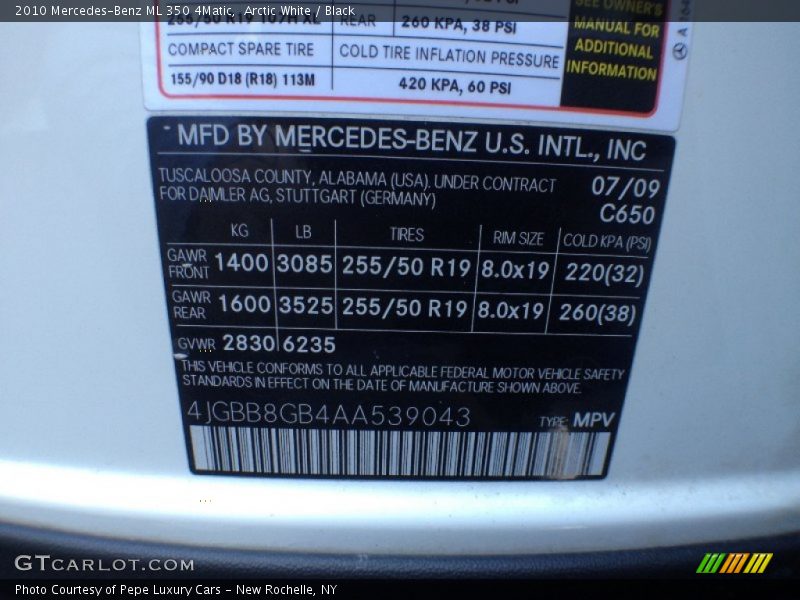 2010 Mercedes-Benz ML 350 4Matic, Arctic White / Black
255/50 R19 107H XL REAR 260 KPA, 38 PSI
SEE OWNER'S
MANUAL FOR
ADDITIONAL
INFORMATION
COMPACT SPARE TIRE COLD TIRE INFLATION PRESSURE
155/90 D18 (R18) 113M 420 KPA, 60 PSI
MFD BY MERCEDES-BENZ U.S. INTL., INC
TUSCALOOSA COUNTY, ALABAMA (USA). UNDER CONTRACT 07/09
FOR DAIMLER AG, STUTTGART (GERMANY) C650
KG LB TIRES RIM SIZE COLD KPA (PSI)
GAWR FRONT 1400 3085 255/50 R19 8.0x19 220(32)
GAWR REAR 1600 3525 255/50 R19 8.0x19 260(38)
GVWR 2830 6235
THIS VEHICLE CONFORMS TO ALL APPLICABLE FEDERAL MOTOR VEHICLE SAFETY
STANDARDS IN EFFECT ON THE DATE OF MANUFACTURE SHOWN ABOVE.
4JGBB8GB4AA539043 TYPE: MPV
GTCARLOT.COM
Photo Courtesy of Pepe Luxury Cars - New Rochelle, NY